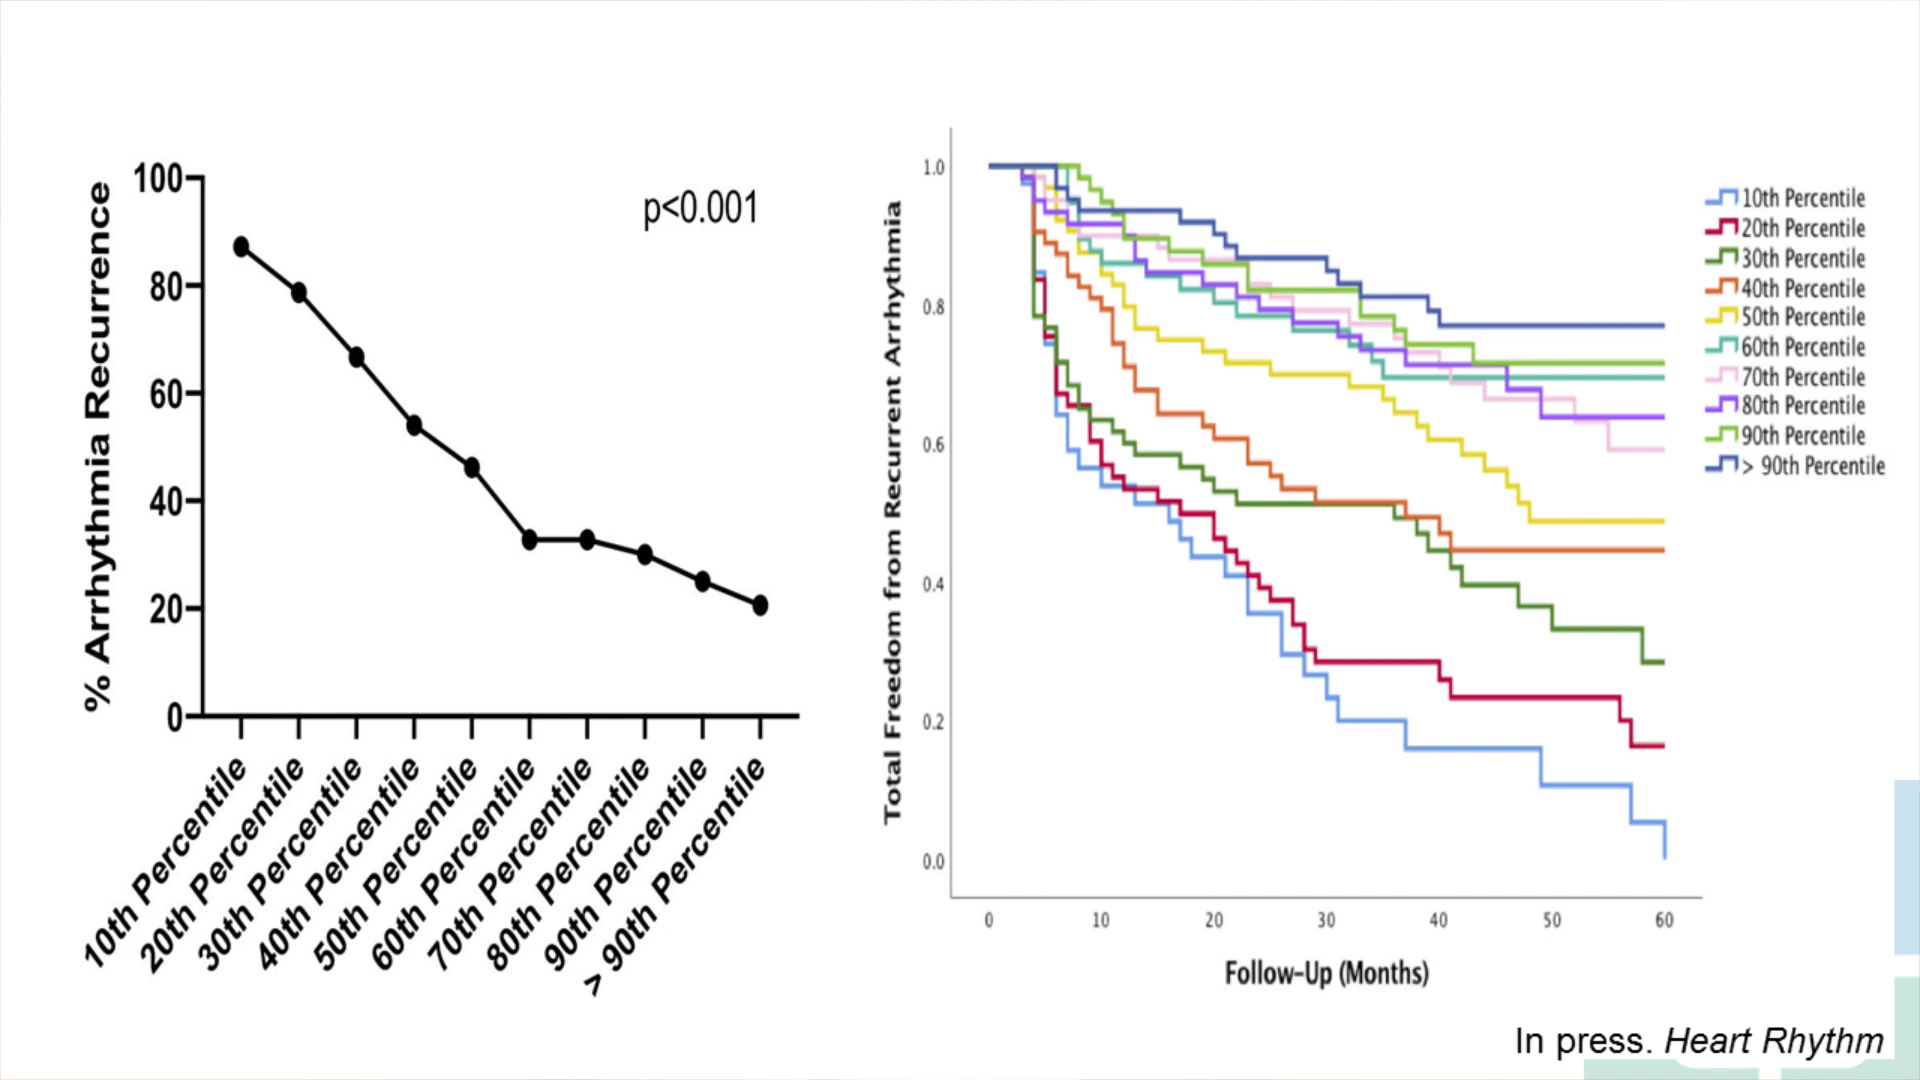 % Arrhythmia Recurrence
100
80
60
40
20
0
p<0.001
10th Percentile
20th Percentile
30th Percentile
40th Percentile
50th Percentile
60th Percentile
70th Percentile
80th Percentile
90th Percentile
> 90th Percentile
Total Freedom from Recurrent Arrhythmia
1.0
0.8
0.6
0.4
0.2
0.0
0 10 20 30 40 50 60
Follow-Up (Months)
10th Percentile
20th Percentile
30th Percentile
40th Percentile
50th Percentile
60th Percentile
70th Percentile
80th Percentile
90th Percentile
> 90th Percentile
In press. Heart Rhythm